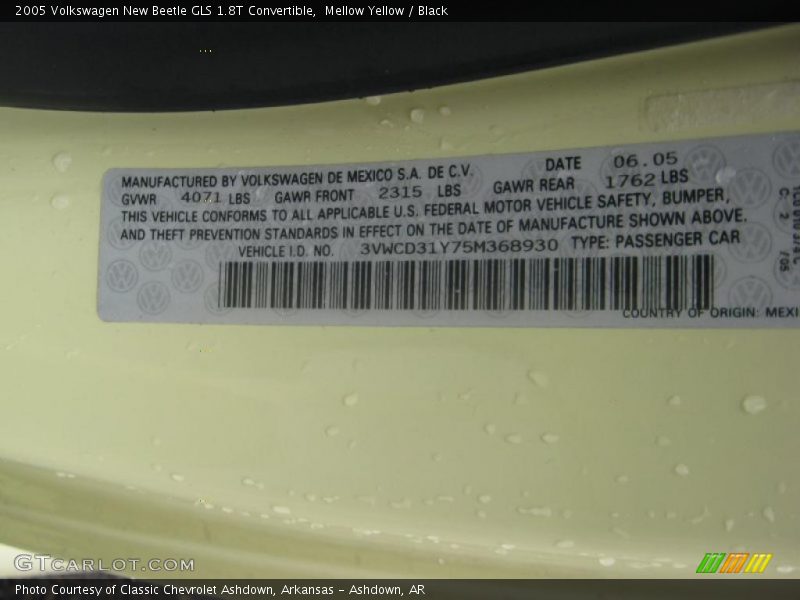 2005 Volkswagen New Beetle GLS 1.8T Convertible, Mellow Yellow / Black
MANUFACTURED BY VOLKSWAGEN DE MEXICO S.A. DE C.V. DATE 06.05
GVWR 4071 LBS GAWR FRONT 2315 LBS GAWR REAR 1762 LBS
THIS VEHICLE CONFORMS TO ALL APPLICABLE U.S. FEDERAL MOTOR VEHICLE SAFETY, BUMPER,
AND THEFT PREVENTION STANDARDS IN EFFECT ON THE DATE OF MANUFACTURE SHOWN ABOVE.
VEHICLE I.D. NO. 3VWCD31Y75M368930 TYPE: PASSENGER CAR
COUNTRY OF ORIGIN: MEXI
GTCARLOT.COM
Photo Courtesy of Classic Chevrolet Ashdown, Arkansas - Ashdown, AR